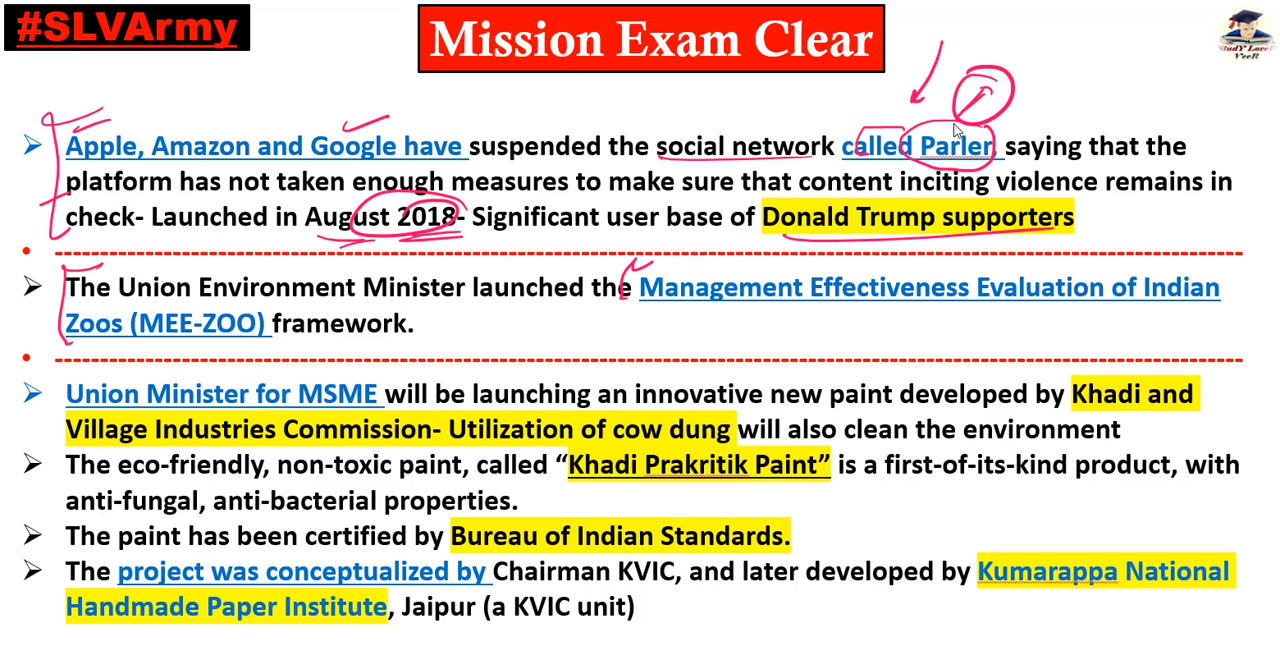 #SLVArmy
Mission Exam Clear
StudY LoveR
VeeR
Apple, Amazon and Google have suspended the social network called Parler, saying that the
platform has not taken enough measures to make sure that content inciting violence remains in
check- Launched in August 2018- Significant user base of Donald Trump supporters
The Union Environment Minister launched the Management Effectiveness Evaluation of Indian
Zoos (MEE-ZOO) framework.
Union Minister for MSME will be launching an innovative new paint developed by Khadi and
Village Industries Commission- Utilization of cow dung will also clean the environment
The eco-friendly, non-toxic paint, called “Khadi Prakritik Paint” is a first-of-its-kind product, with
anti-fungal, anti-bacterial properties.
The paint has been certified by Bureau of Indian Standards.
The project was conceptualized by Chairman KVIC, and later developed by Kumarappa National
Handmade Paper Institute, Jaipur (a KVIC unit)